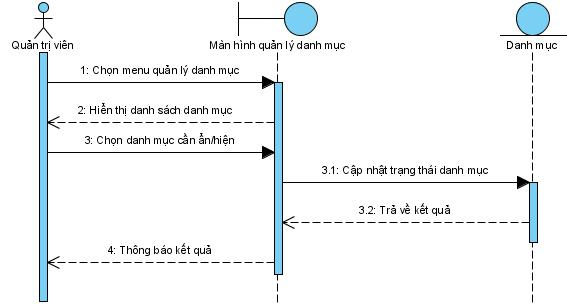 Quản trị viên
Màn hình quản lý danh mục
Danh mục
1: Chọn menu quản lý danh mục
2: Hiển thị danh sách danh mục
3: Chọn danh mục cần ẩn/hiện
3.1: Cập nhật trạng thái danh mục
3.2: Trả về kết quả
4: Thông báo kết quả